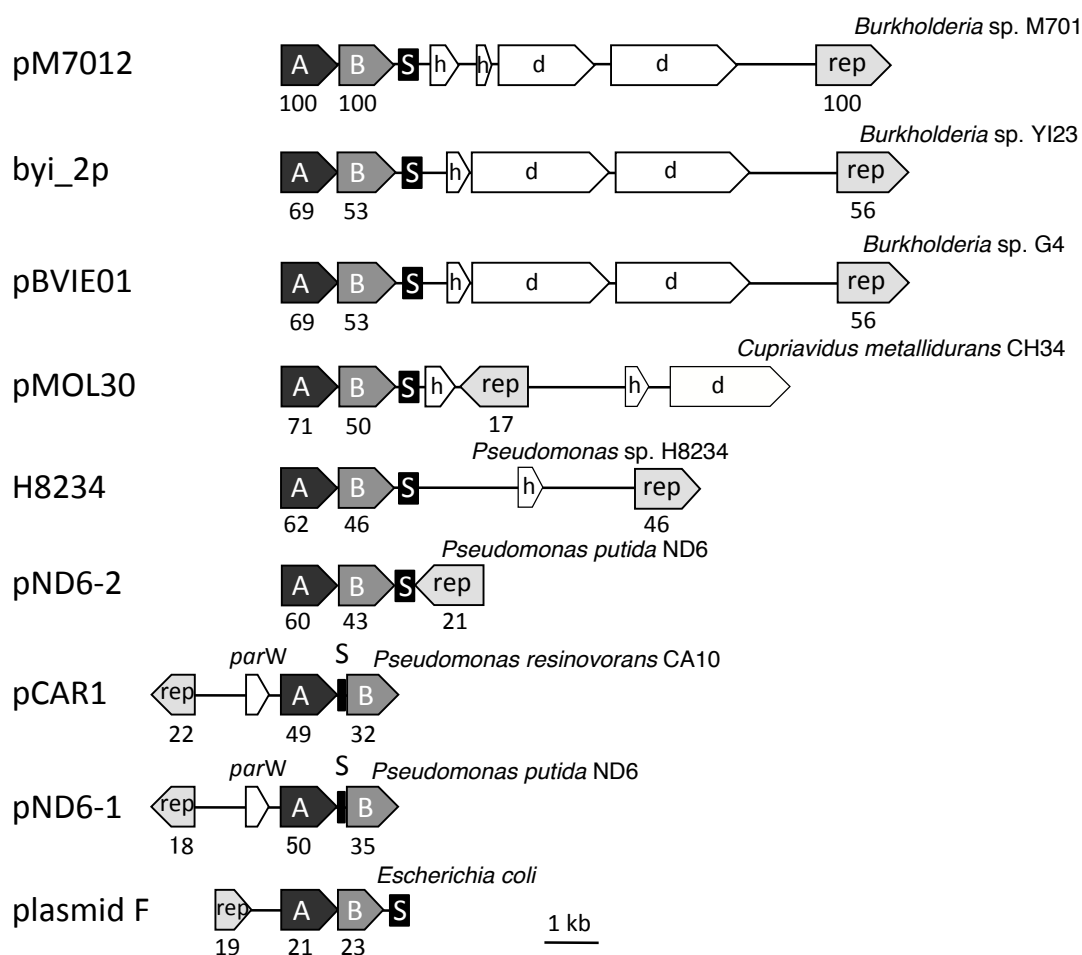 Burkholderia sp. M701
pM7012 A B S h h d d rep
100 100 100
Burkholderia sp. YI23
byi_2p A B S h d d rep
69 53 56
Burkholderia sp. G4
pBVIE01 A B S h d d rep
69 53 56
Cupriavidus metallidurans CH34
pMOL30 A B S h rep h d
71 50 17
Pseudomonas sp. H8234
H8234 A B S h rep
62 46 46
Pseudomonas putida ND6
pND6-2 A B S rep
60 43 21
parW S Pseudomonas resinovorans CA10
pCAR1 rep A B
22 49 32
parW S Pseudomonas putida ND6
pND6-1 rep A B
18 50 35
Escherichia coli
plasmid F rep A B S
19 21 23
1 kb